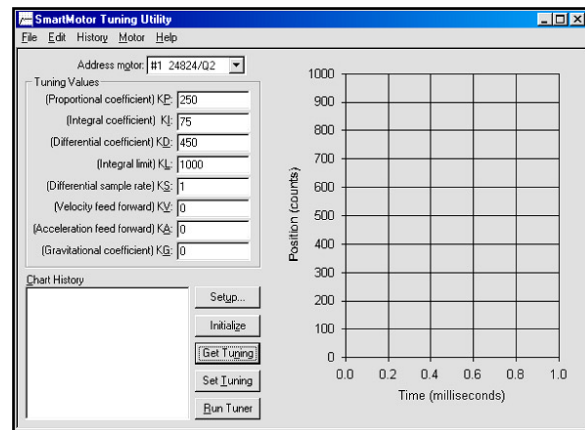 SmartMotor Tuning Utility
File Edit History Motor Help
Address motor: #1 24824/Q2
Tuning Values
(Proportional coefficient) KP: 250
(Integral coefficient) KI: 75
(Differential coefficient) KD: 450
(Integral limit) KL: 1000
(Differential sample rate) KS: 1
(Velocity feed forward) KV: 0
(Acceleration feed forward) KA: 0
(Gravitational coefficient) KG: 0
Chart History
Setup...
Initialize
Get Tuning
Set Tuning
Run Tuner
Position (counts)
1000
900
800
700
600
500
400
300
200
100
0
0.0 0.2 0.4 0.6 0.8 1.0
Time (milliseconds)